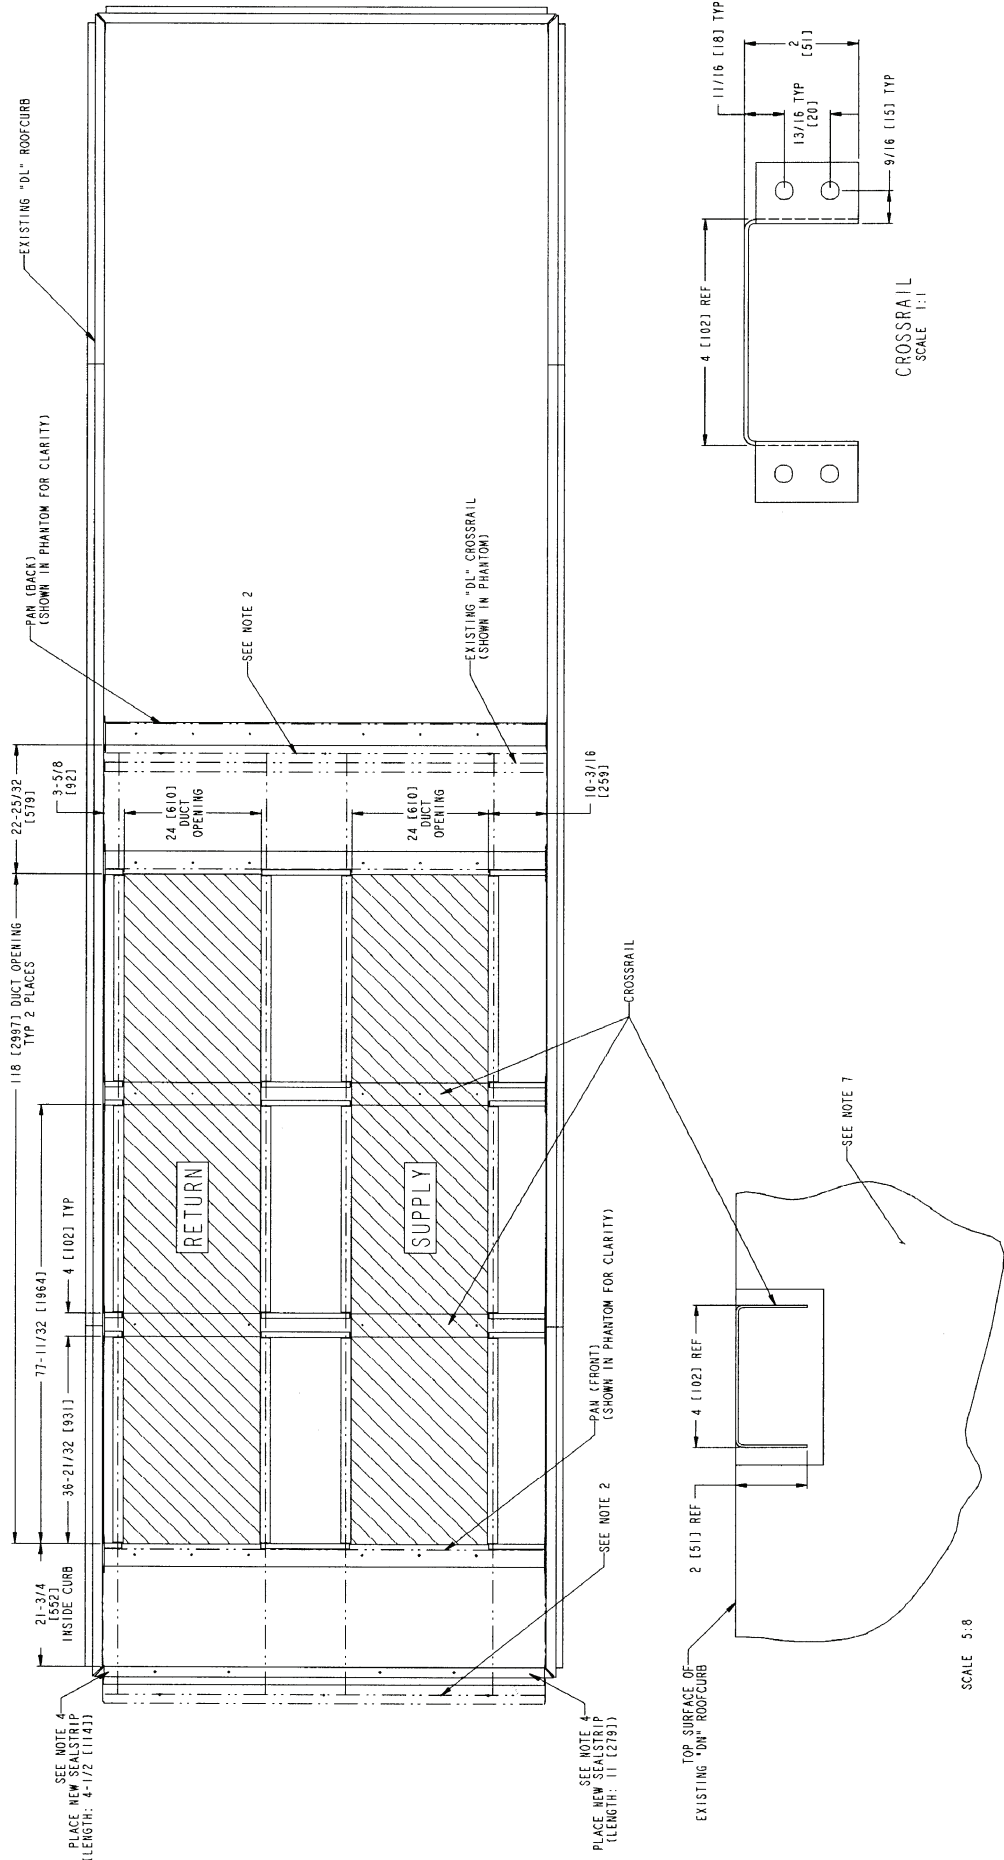 EXISTING "DL" ROOFCURB
PAN (BACK)
(SHOWN IN PHANTOM FOR CLARITY)
SEE NOTE 2
EXISTING "DL" CROSSRAIL
(SHOWN IN PHANTOM)
22-25/32
[579]
3-5/8
[92]
24 [610]
DUCT
OPENING
24 [610]
DUCT
OPENING
10-3/16
[259]
118 [2997] DUCT OPENING
TYP 2 PLACES
77-11/32 [1964]
4 [102] TYP
36-21/32 [931]
RETURN
SUPPLY
CROSSRAIL
PAN (FRONT)
(SHOWN IN PHANTOM FOR CLARITY)
SEE NOTE 2
21-3/4
[552]
INSIDE CURB
SEE NOTE 4
PLACE NEW SEALSTRIP
(LENGTH: 4-1/2 [114])
SEE NOTE 4
PLACE NEW SEALSTRIP
(LENGTH: 11 [279])
11/16 [18] TYP
2
[51]
13/16 TYP
[20]
9/16 [15] TYP
4 [102] REF
CROSSRAIL
SCALE 1:1
SEE NOTE 7
4 [102] REF
2 [51] REF
TOP SURFACE OF
EXISTING "DN" ROOFCURB
SCALE 5:8